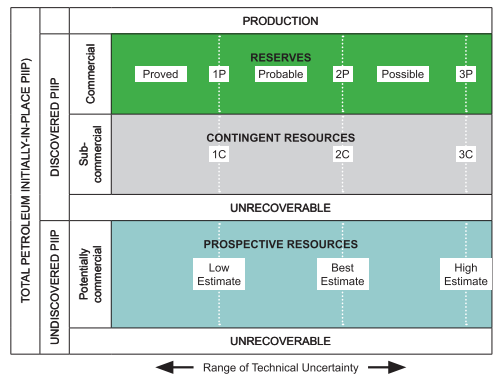 TOTAL PETROLEUM INITIALLY-IN-PLACE PIIP)
DISCOVERED PIIP
UNDISCOVERED PIIP
PRODUCTION
Commercial
RESERVES
Proved 1P Probable 2P Possible 3P
Sub-
commercial
CONTINGENT RESOURCES
1C 2C 3C
UNRECOVERABLE
Potentially
commercial
PROSPECTIVE RESOURCES
Low Best High
Estimate Estimate Estimate
UNRECOVERABLE
Range of Technical Uncertainty